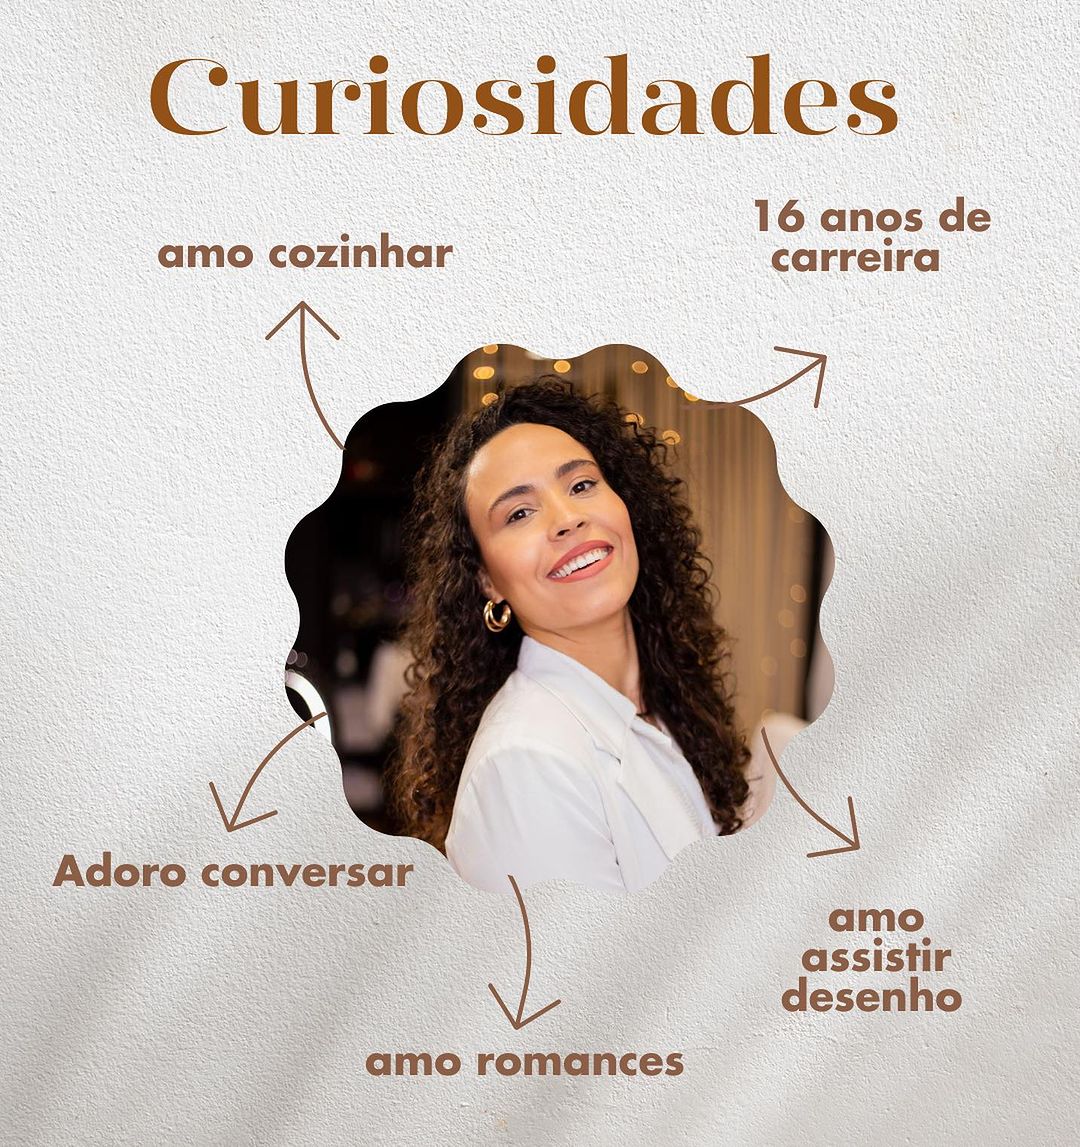 Curiosidades
amo cozinhar
16 anos de
carreira
Adoro conversar
amo
assistir
desenho
amo romances